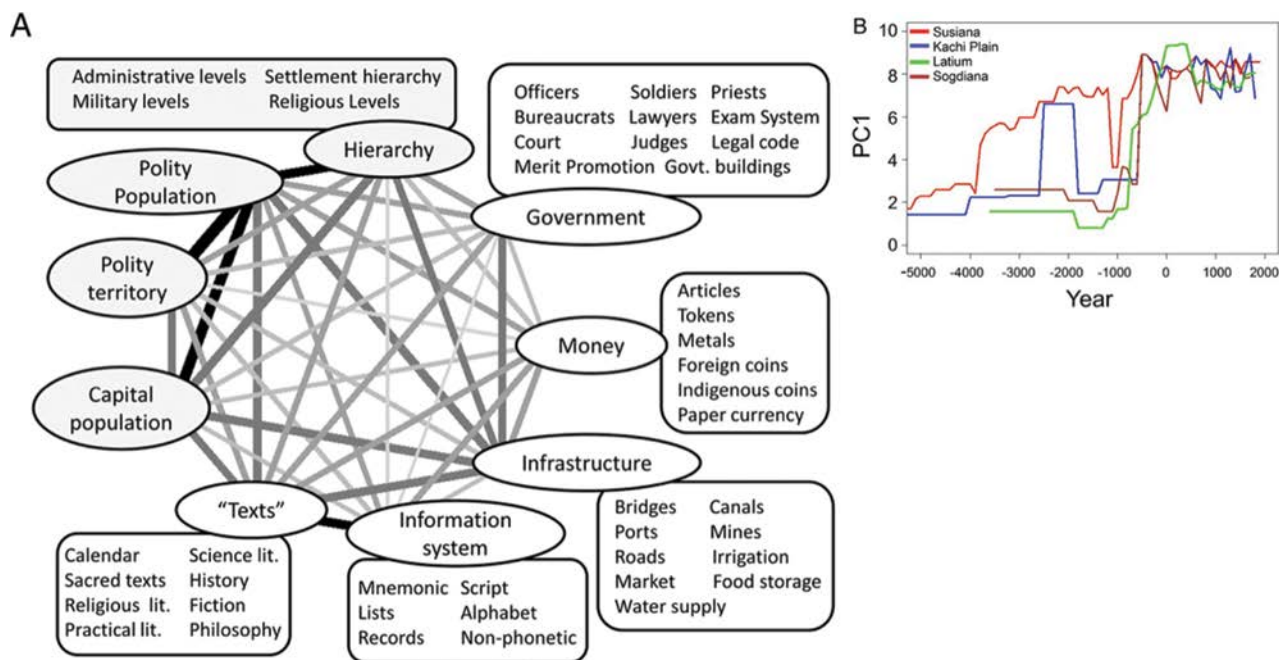 A
Administrative levels Settlement hierarchy
Military levels Religious Levels
Hierarchy
Polity
Population
Polity
territory
Capital
population
"Texts"
Calendar Science lit.
Sacred texts History
Religious lit. Fiction
Practical lit. Philosophy
Information
system
Mnemonic Script
Lists Alphabet
Records Non-phonetic
Officers Soldiers Priests
Bureaucrats Lawyers Exam System
Court Judges Legal code
Merit Promotion Govt. buildings
Government
Money
Articles
Tokens
Metals
Foreign coins
Indigenous coins
Paper currency
Infrastructure
Bridges Canals
Ports Mines
Roads Irrigation
Market Food storage
Water supply
B
Susiana
Kachi Plain
Latium
Sogdiana
PC1
10
8
6
4
2
0
-5000 -4000 -3000 -2000 -1000 0 1000 2000
Year